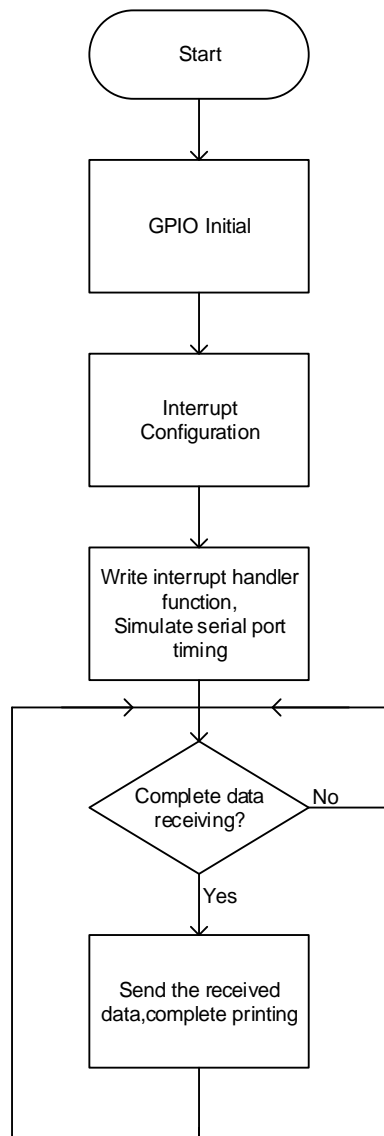 Start
GPIO Initial
Interrupt
Configuration
Write interrupt handler
function,
Simulate serial port
timing
Complete data
receiving?
No
Yes
Send the received
data,complete printing